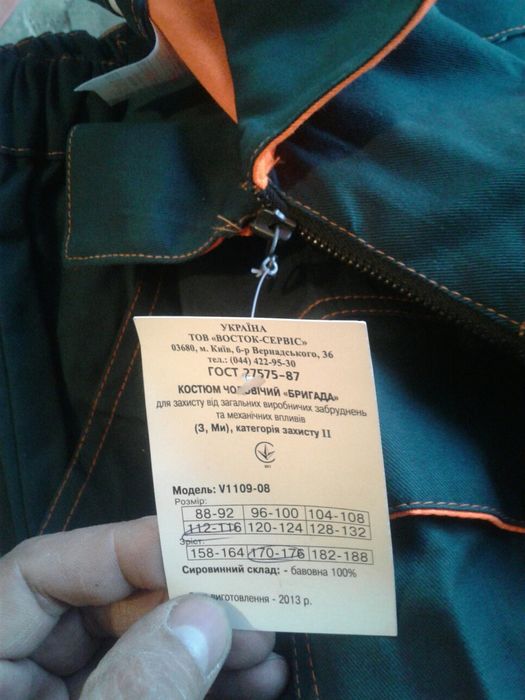 УКРАЇНА
ТОВ «ВОСТОК-СЕРВІС»
03680, м. Київ, б-р Вернадського, 36
тел.: (044) 422-95-30
ГОСТ 27575-87
КОСТЮМ ЧОЛОВІЧИЙ «БРИГАДА»
для захисту від загальних виробничих забруднень
та механічних впливів
(З, Ми), категорія захисту II
Модель: V1109-08
Розмір:
88-92 96-100 104-108
112-116 120-124 128-132
Зріст:
158-164 170-176 182-188
Сировинний склад: - бавовна 100%
виготовлення - 2013 р.